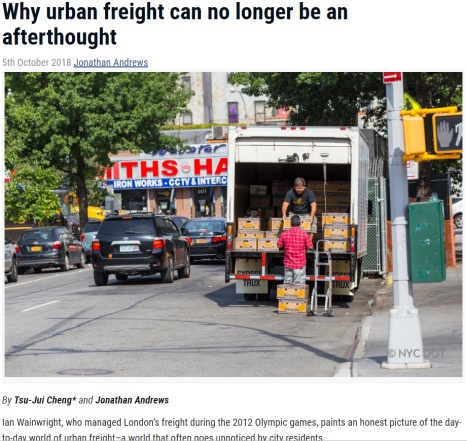 Why urban freight can no longer be an
afterthought
5th October 2018 Jonathan Andrews
ITHS HA
IRON WORKS - CCTV & INTERC
TRUX
© NYC DOT
By Tsu-Jui Cheng* and Jonathan Andrews
Ian Wainwright, who managed London's freight during the 2012 Olympic games, paints an honest picture of the day-
to-day world of urban freight–a world that often goes unnoticed by city residents.